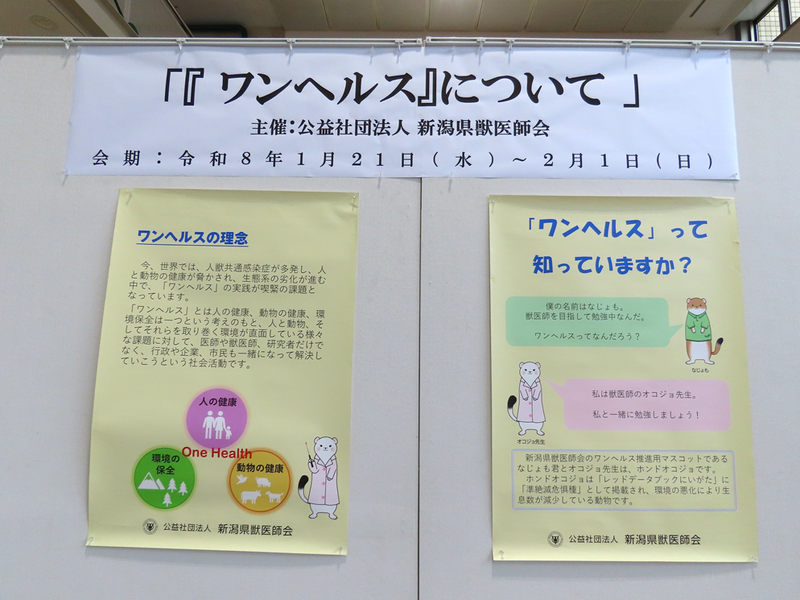 「『ワンヘルス』について 」
主催：公益社団法人 新潟県獣医師会
会期：令和8年1月21日(水)～2月1日(日)
ワンヘルスの理念
今、世界では、人獣共通感染症が多発し、人
と動物の健康が脅かされ、生態系の劣化が進む
中で、「ワンヘルス」の実践が喫緊の課題と
なっています。
「ワンヘルス」とは人の健康、動物の健康、環
境保全は一つという考えのもと、人と動物、そ
してそれらを取り巻く環境が直面している様々
な課題に対して、医師や獣医師、研究者だけで
なく、行政や企業、市民も一緒になって解決し
ていこうという社会活動です。
人の健康
One Health
環境の
保全
動物の健康
公益社団法人 新潟県獣医師会
「ワンヘルス」って
知っていますか？
僕の名前はなじょも。
獣医師を目指して勉強中なんだ。
ワンヘルスってなんだろう？
なじょも
私は獣医師のオコジョ先生。
私と一緒に勉強しましょう！
オコジョ先生
新潟県獣医師会のワンヘルス推進用マスコットである
なじょも君とオコジョ先生は、ホンドオコジョです。
ホンドオコジョは「レッドデータブックにいがた」に
「準絶滅危惧種」として掲載され、環境の悪化により生
息数が減少している動物です。
公益社団法人 新潟県獣医師会